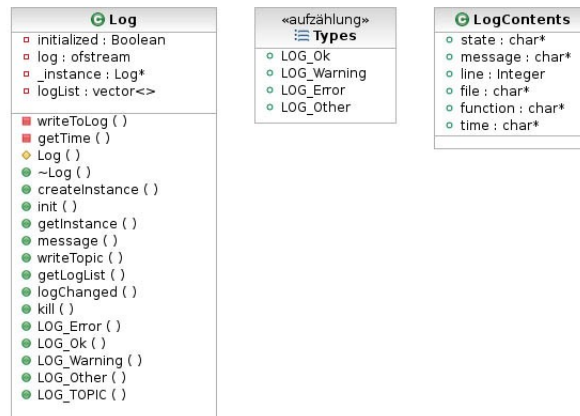 Log
initialized : Boolean
log : ofstream
_instance : Log*
logList : vector<>
writeToLog ( )
getTime ( )
Log ( )
~Log ( )
createInstance ( )
init ( )
getInstance ( )
message ( )
writeTopic ( )
getLogList ( )
logChanged ( )
kill ( )
LOG_Error ( )
LOG_Ok ( )
LOG_Warning ( )
LOG_Other ( )
LOG_TOPIC ( )
«aufzählung»
Types
LOG_Ok
LOG_Warning
LOG_Error
LOG_Other
LogContents
state : char*
message : char*
line : Integer
file : char*
function : char*
time : char*